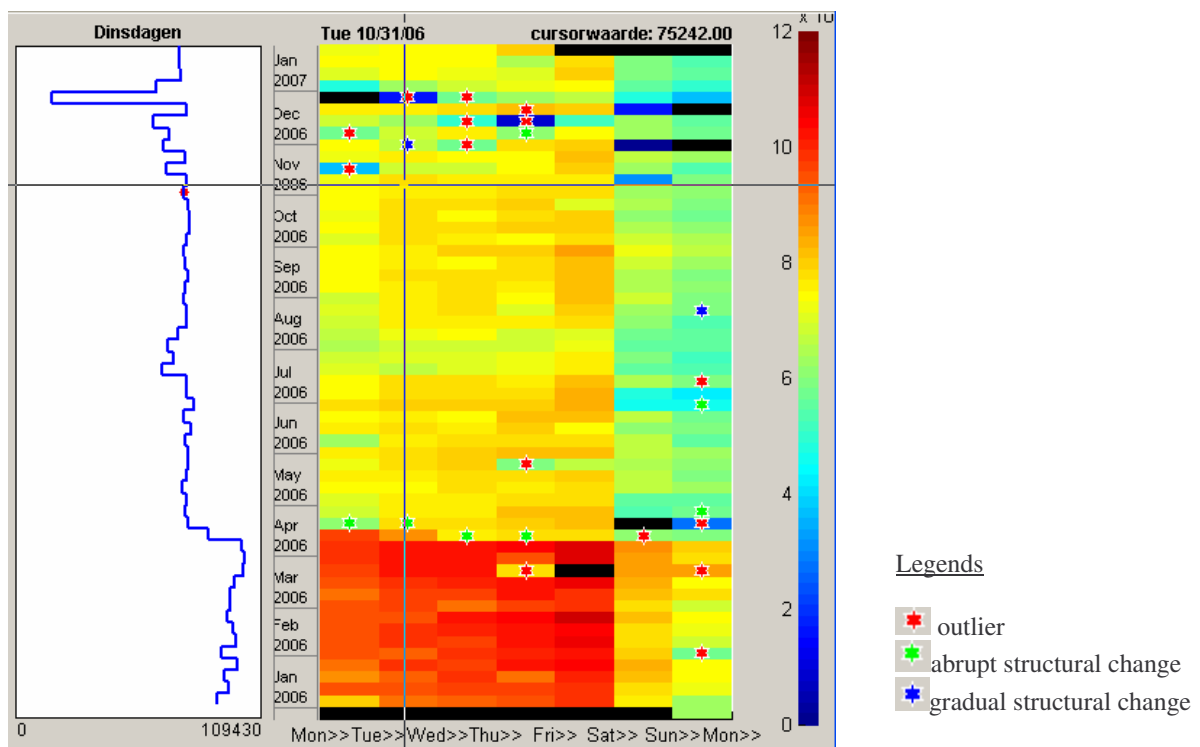 Dinsdagen
Tue 10/31/06
cursorwaarde: 75242.00
Jan
2007
Dec
2006
Nov
2006
Oct
2006
Sep
2006
Aug
2006
Jul
2006
Jun
2006
May
2006
Apr
2006
Mar
2006
Feb
2006
Jan
2006
0
109430
Mon>>Tue>>Wed>>Thu>> Fri>> Sat>> Sun>>Mon>>
12
10
8
6
4
2
0
Legends
outlier
abrupt structural change
gradual structural change